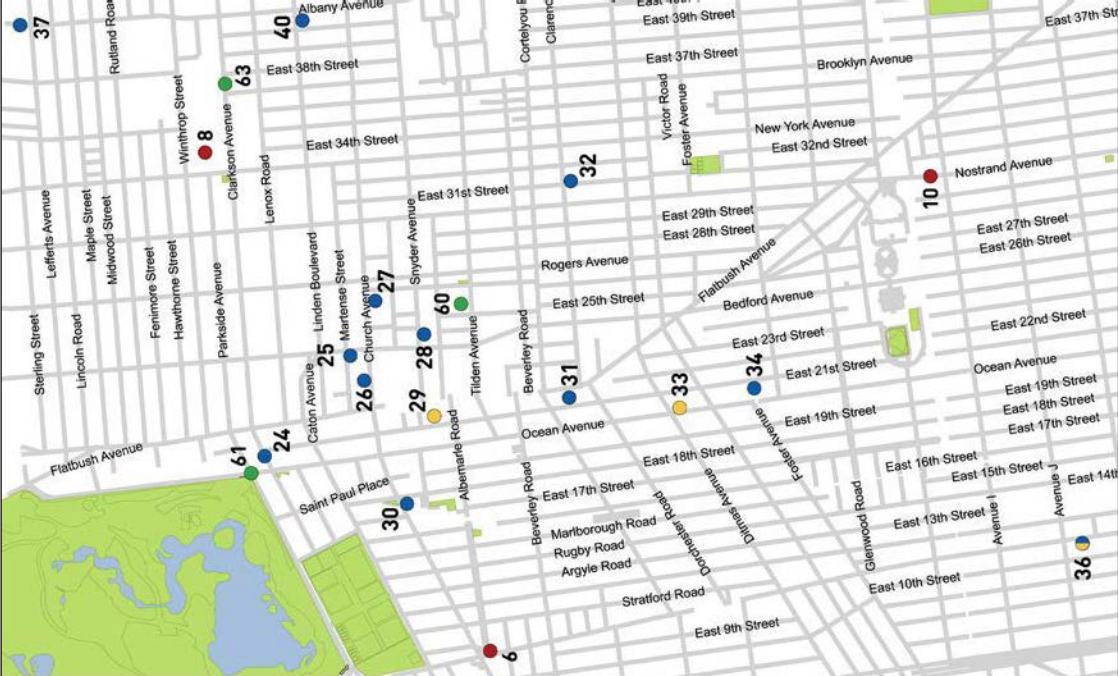 Albany Avenue
East 39th Street
East 37th Street
37
40
Rutland Road
Cortelyou
Claren
East 38th Street
63
East 37th Street
Brooklyn Avenue
Winthrop Street
8
Clarkson Avenue
East 34th Street
Victor Road
Foster Avenue
New York Avenue
East 32nd Street
Lenox Road
32
Nostrand Avenue
10
East 31st Street
Lefferts Avenue
Maple Street
Midwood Street
Snyder Avenue
East 29th Street
East 28th Street
East 27th Street
East 26th Street
Fenimore Street
Hawthorne Street
Parkside Avenue
Linden Boulevard
Martense Street
Church Avenue
27
Rogers Avenue
Flatbush Avenue
60
East 25th Street
Bedford Avenue
Sterling Street
Lincoln Road
25
28
Tilden Avenue
Beverley Road
East 23rd Street
East 22nd Street
26
29
31
33
34
East 21st Street
Ocean Avenue
Caton Avenue
East 19th Street
East 19th Street
East 18th Street
East 17th Street
Flatbush Avenue
61
24
Albemarle Road
Ocean Avenue
Foster Avenue
East 18th Street
East 16th Street
East 15th Street
East 14th
Saint Paul Place
30
Beverley Road
East 17th Street
Dorchester Road
Ditmas Avenue
Glenwood Road
East 13th Street
Avenue I
Avenue J
Marlborough Road
Rugby Road
Argyle Road
36
Stratford Road
East 10th Street
6
East 9th Street